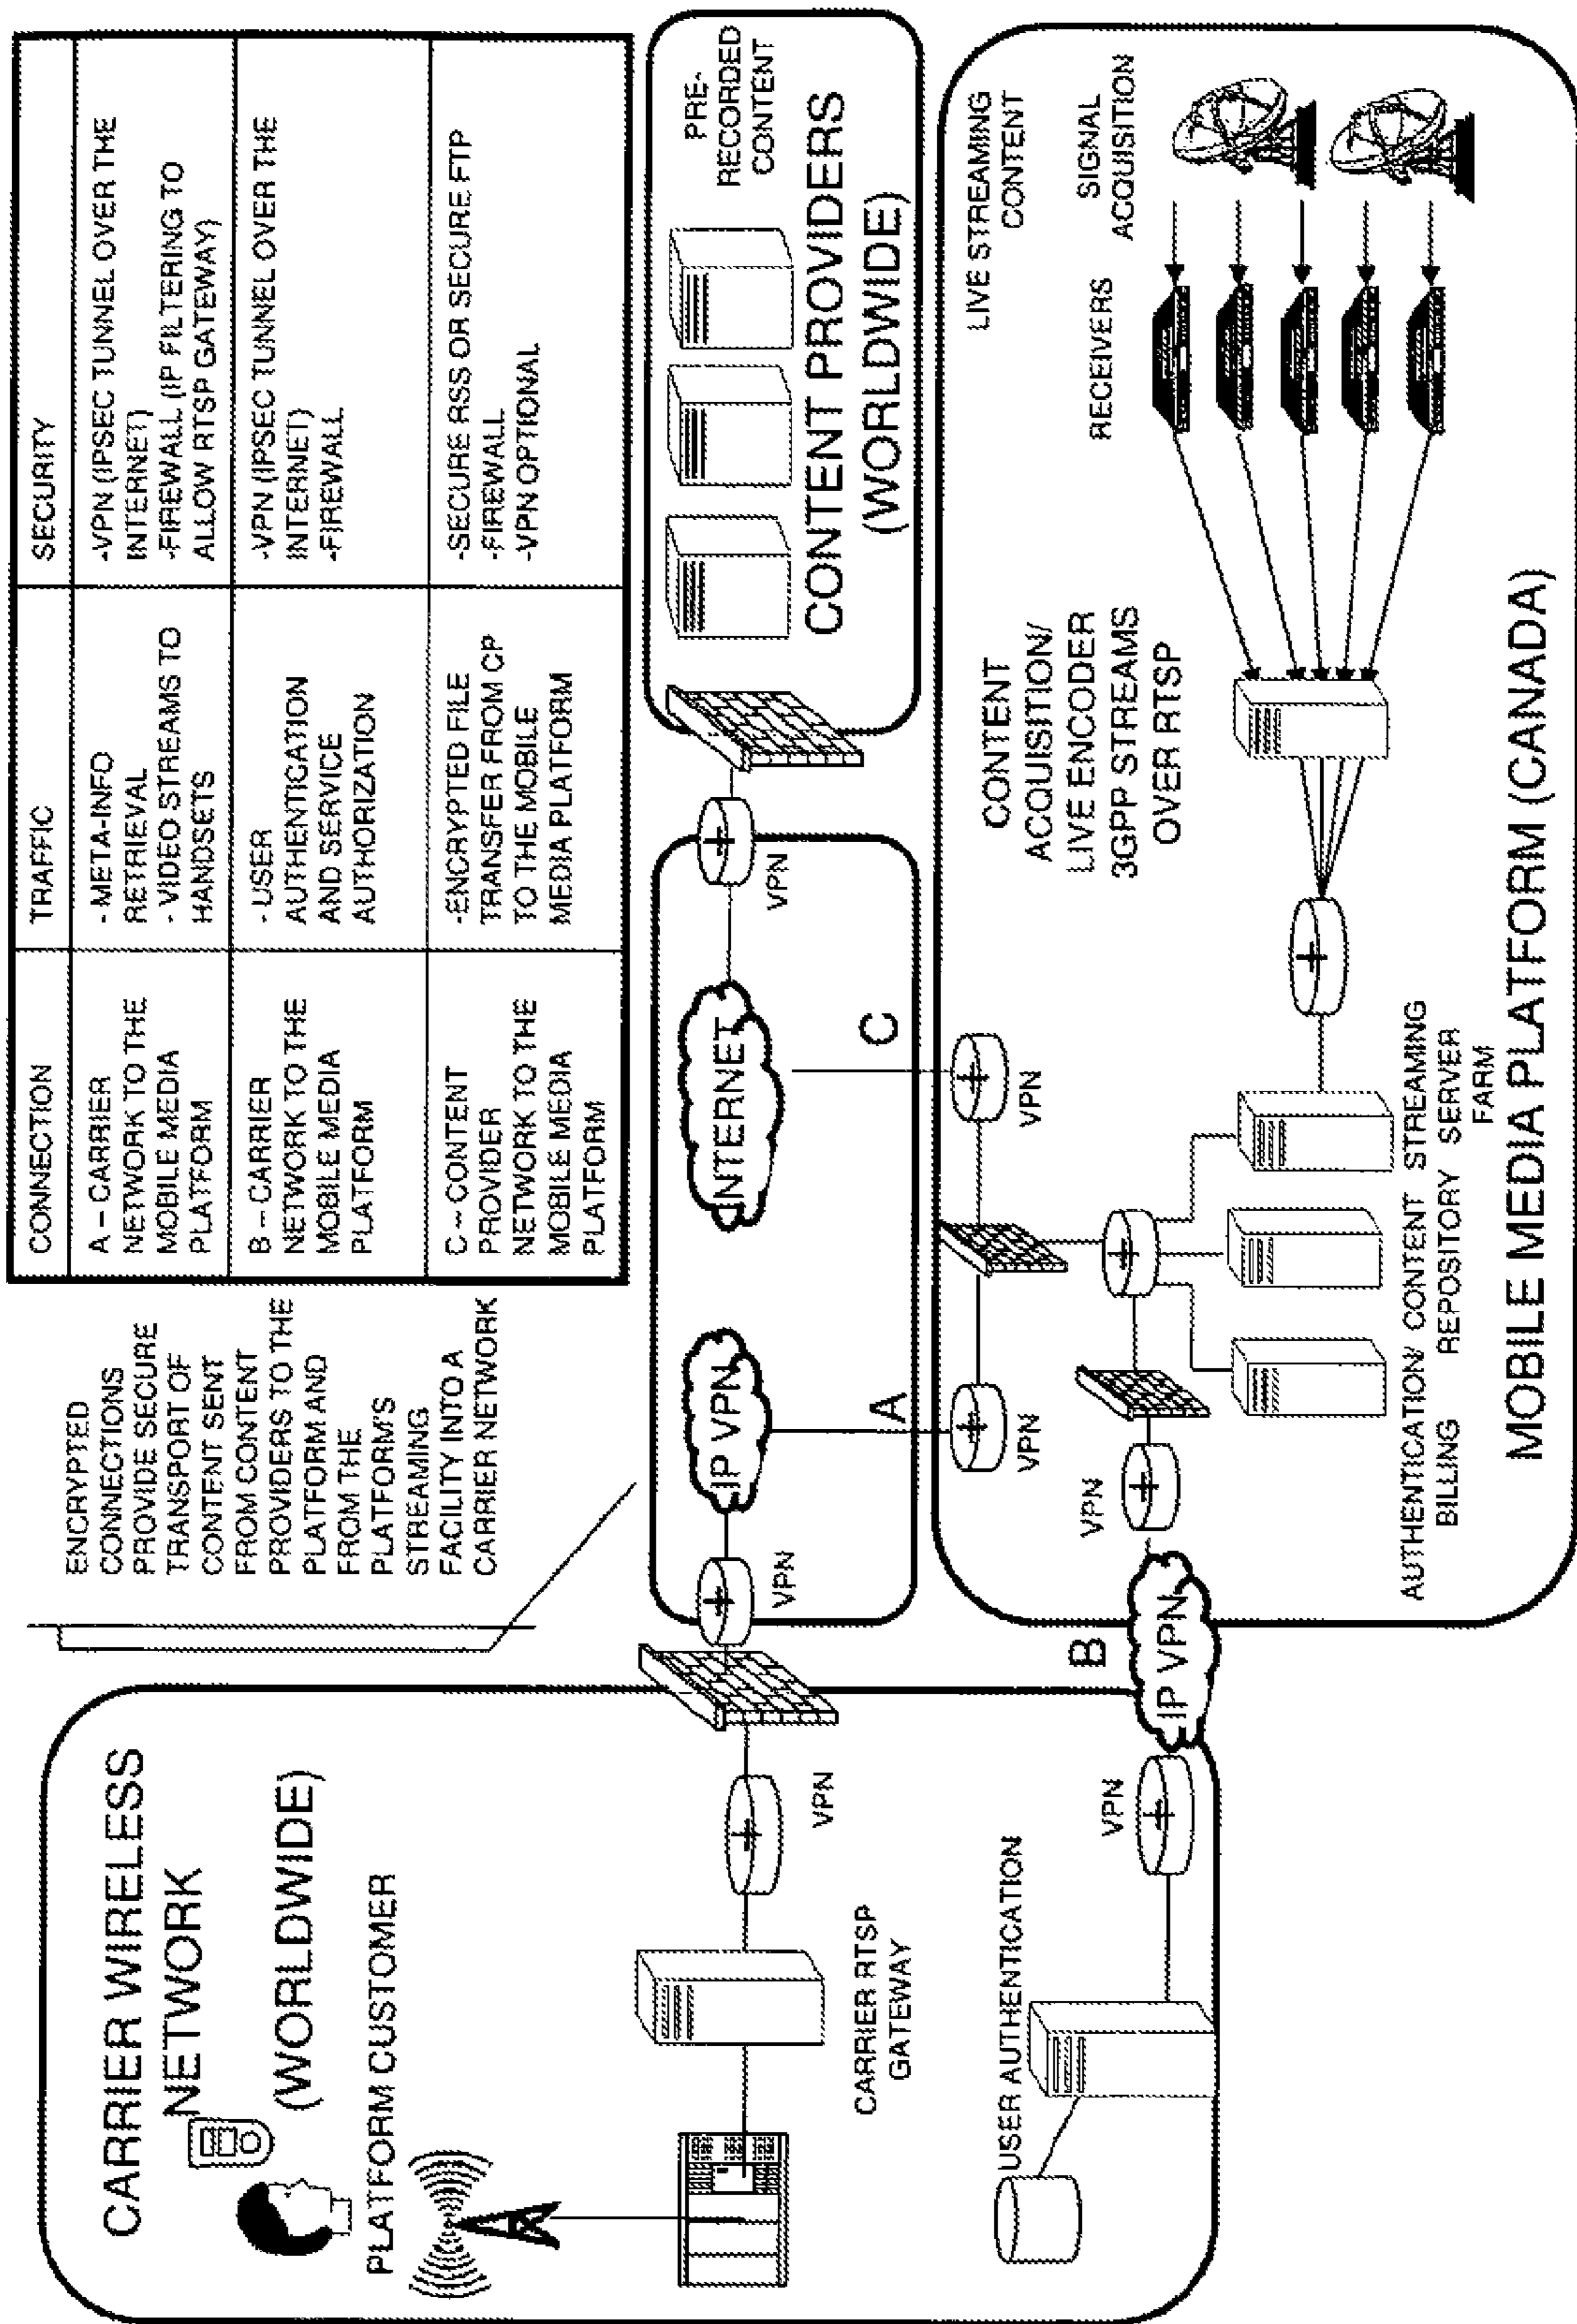 CARRIER WIRELESS
NETWORK
(WORLDWIDE)
PLATFORM CUSTOMER
CARRIER RTSP
GATEWAY
VPN
USER AUTHENTICATION
VPN
ENCRYPTED
CONNECTIONS
PROVIDE SECURE
TRANSPORT OF
CONTENT SENT
FROM CONTENT
PROVIDERS TO THE
PLATFORM AND
FROM THE
PLATFORM'S
STREAMING
FACILITY INTO A
CARRIER NETWORK
CONNECTION
TRAFFIC
SECURITY
A – CARRIER
NETWORK TO THE
MOBILE MEDIA
PLATFORM
- META-INFO
RETRIEVAL
- VIDEO STREAMS TO
HANDSETS
-VPN (IPSEC TUNNEL OVER THE
INTERNET)
-FIREWALL (IP FILTERING TO
ALLOW RTSP GATEWAY)
B – CARRIER
NETWORK TO THE
MOBILE MEDIA
PLATFORM
- USER
AUTHENTICATION
AND SERVICE
AUTHORIZATION
-VPN (IPSEC TUNNEL OVER THE
INTERNET)
-FIREWALL
C – CONTENT
PROVIDER
NETWORK TO THE
MOBILE MEDIA
PLATFORM
-ENCRYPTED FILE
TRANSFER FROM CP
TO THE MOBILE
MEDIA PLATFORM
-SECURE RSS OR SECURE FTP
-FIREWALL
-VPN OPTIONAL
VPN
IP VPN
A
INTERNET
C
VPN
PRE-
RECORDED
CONTENT
CONTENT PROVIDERS
(WORLDWIDE)
B
IP VPN
VPN
VPN
VPN
CONTENT
ACQUISITION/
LIVE ENCODER
3GPP STREAMS
OVER RTSP
LIVE STREAMING
CONTENT
RECEIVERS
SIGNAL
ACQUISITION
AUTHENTICATION/ CONTENT STREAMING
BILLING REPOSITORY SERVER
FARM
MOBILE MEDIA PLATFORM (CANADA)